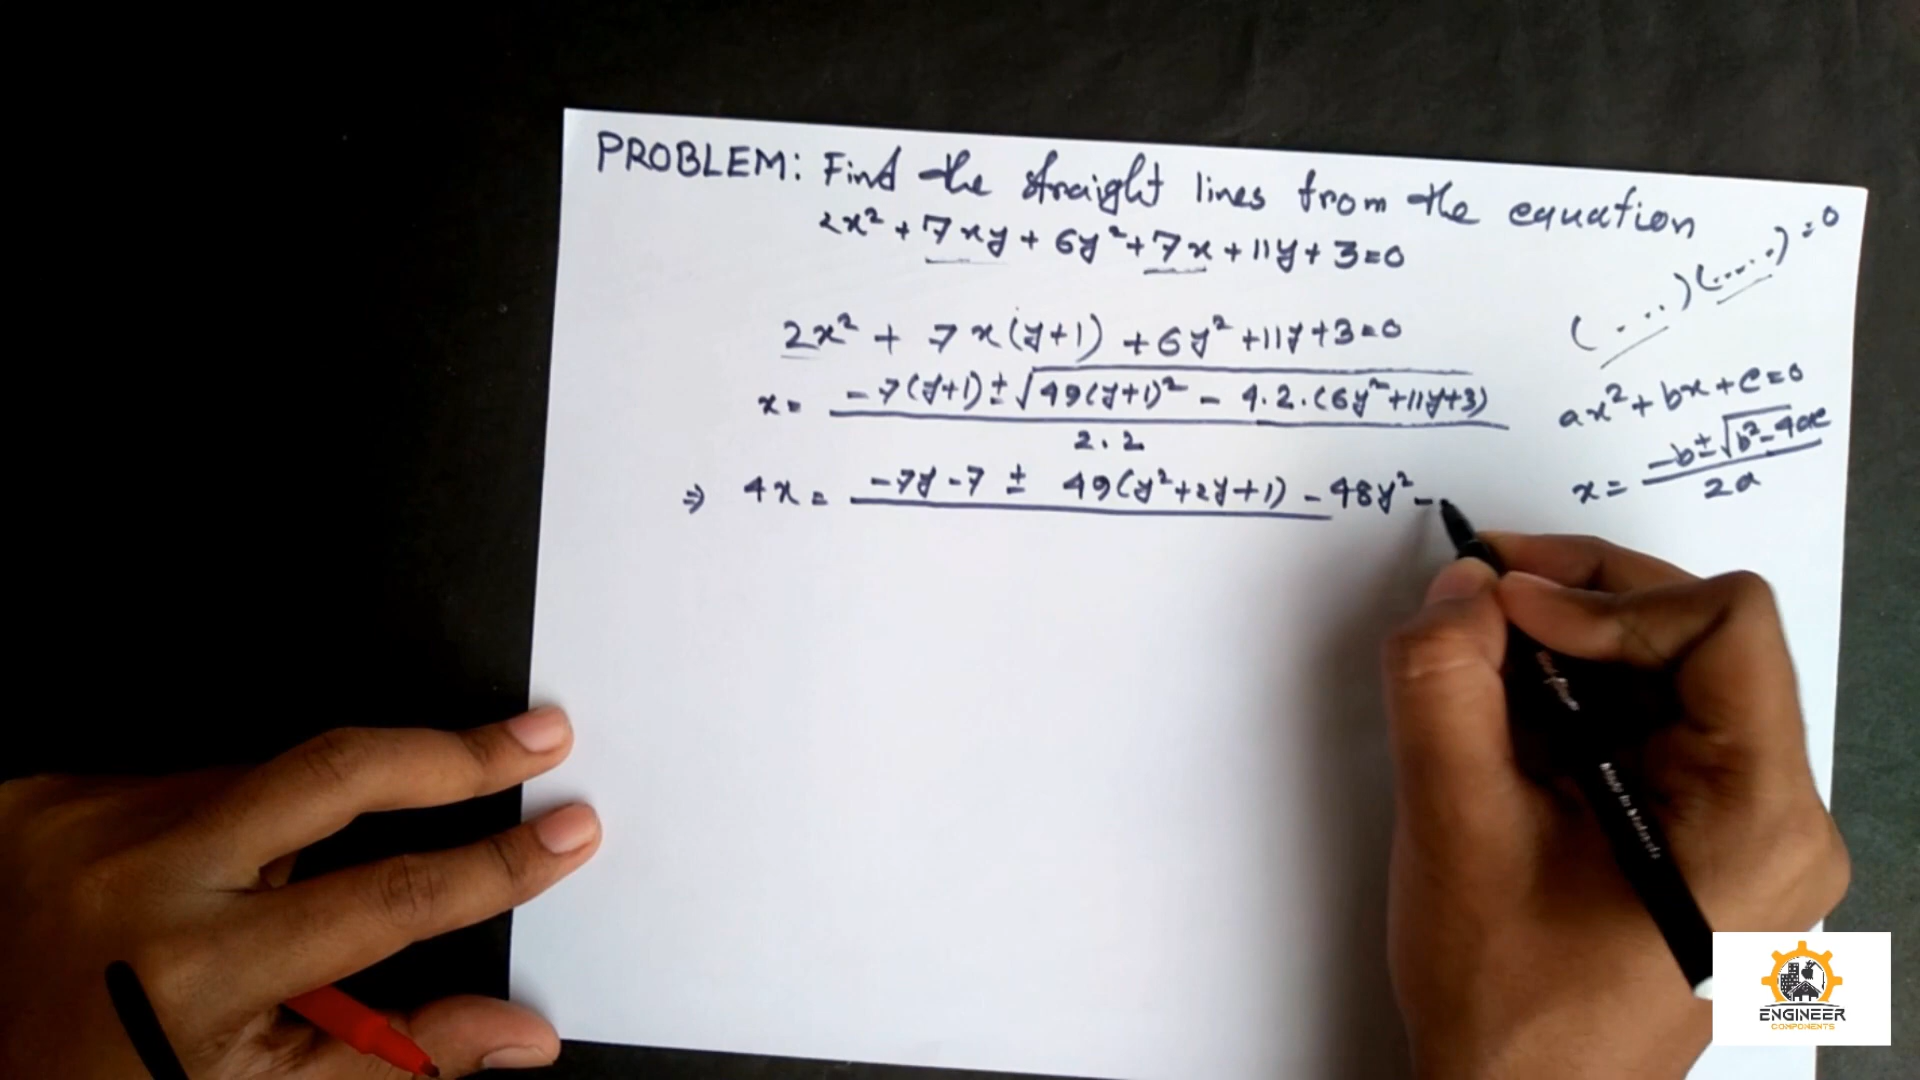 PROBLEM: Find the straight lines from the equation
2x² + 7xy + 6y² + 7x + 11y + 3 = 0
(....)(.....) = 0
2x² + 7x(y+1) + 6y² + 11y + 3 = 0
x = -7(y+1) ± √49(y+1)² - 4.2.(6y²+11y+3)
2.2
⇒ 4x = -7y - 7 ± 49(y²+2y+1) - 48y² -
ax² + bx + c = 0
x = -b ± √b² - 4ac
2a
ENGINEER
COMPONENTS